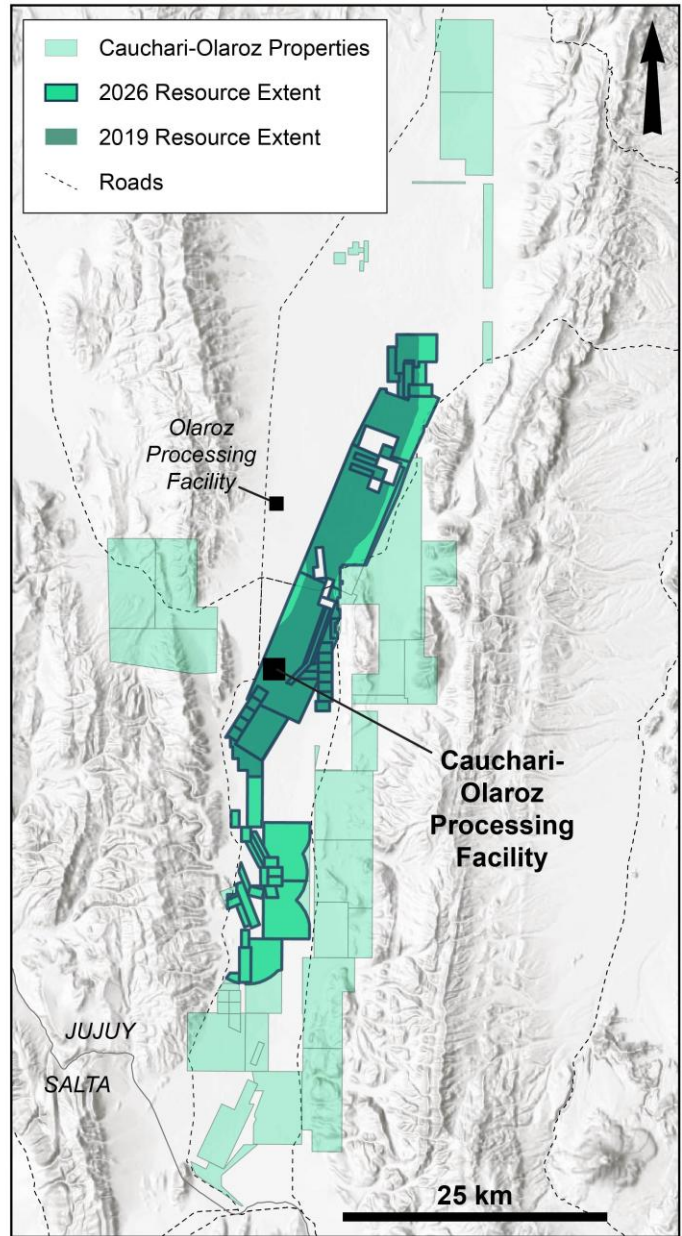 Cauchari-Olaroz Properties
2026 Resource Extent
2019 Resource Extent
Roads
Olaroz
Processing
Facility
Cauchari-
Olaroz
Processing
Facility
JUJUY
SALTA
25 km